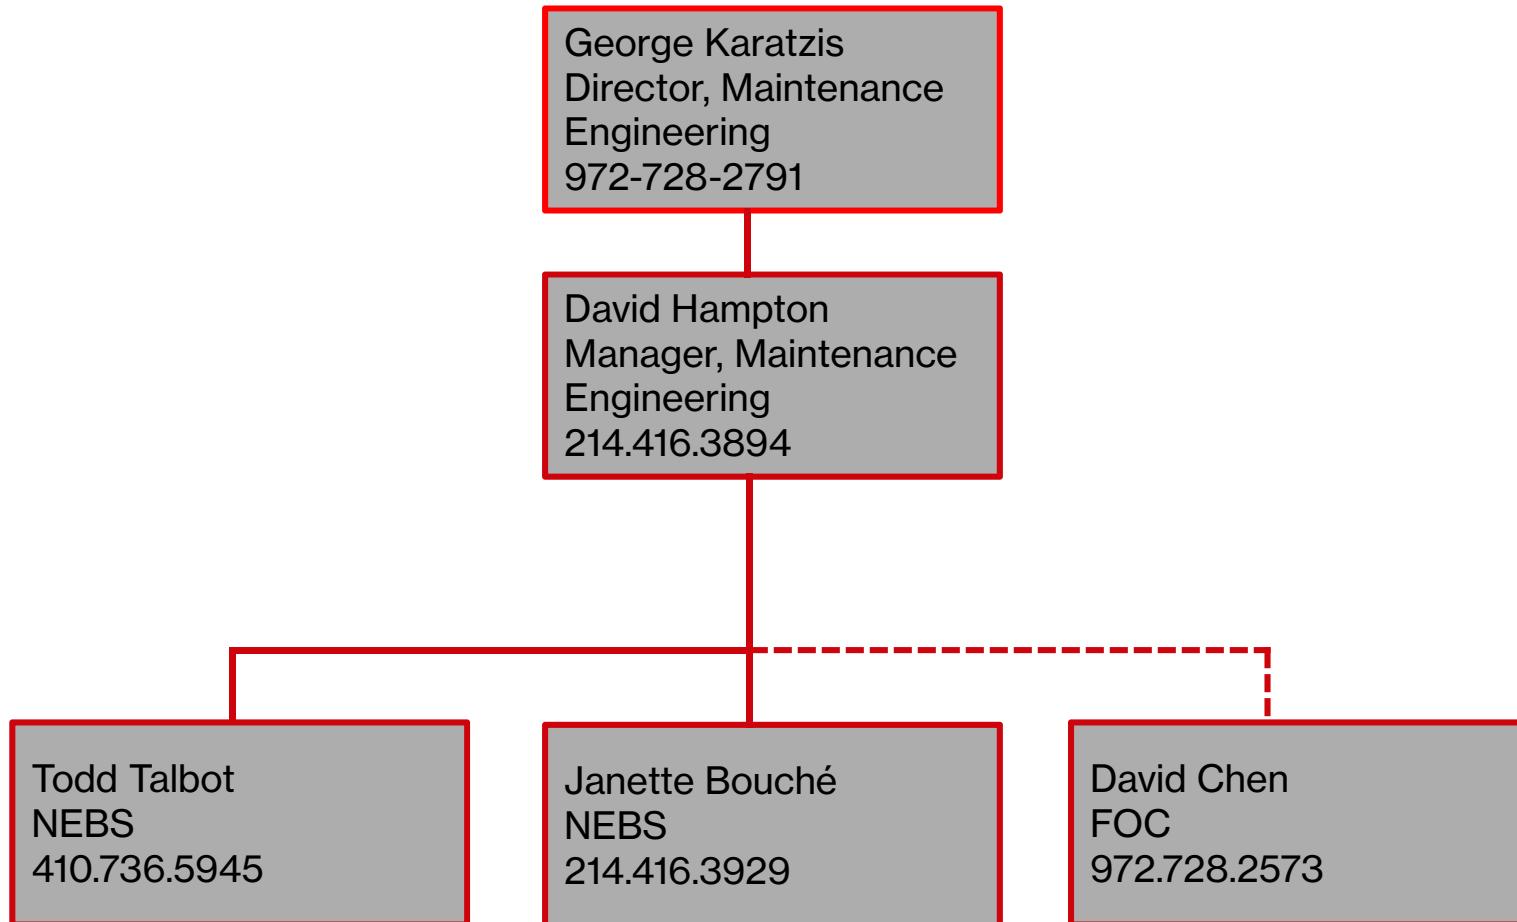 George Karatzis
Director, Maintenance
Engineering
972-728-2791
David Hampton
Manager, Maintenance
Engineering
214.416.3894
Todd Talbot
NEBS
410.736.5945
Janette Bouché
NEBS
214.416.3929
David Chen
FOC
972.728.2573